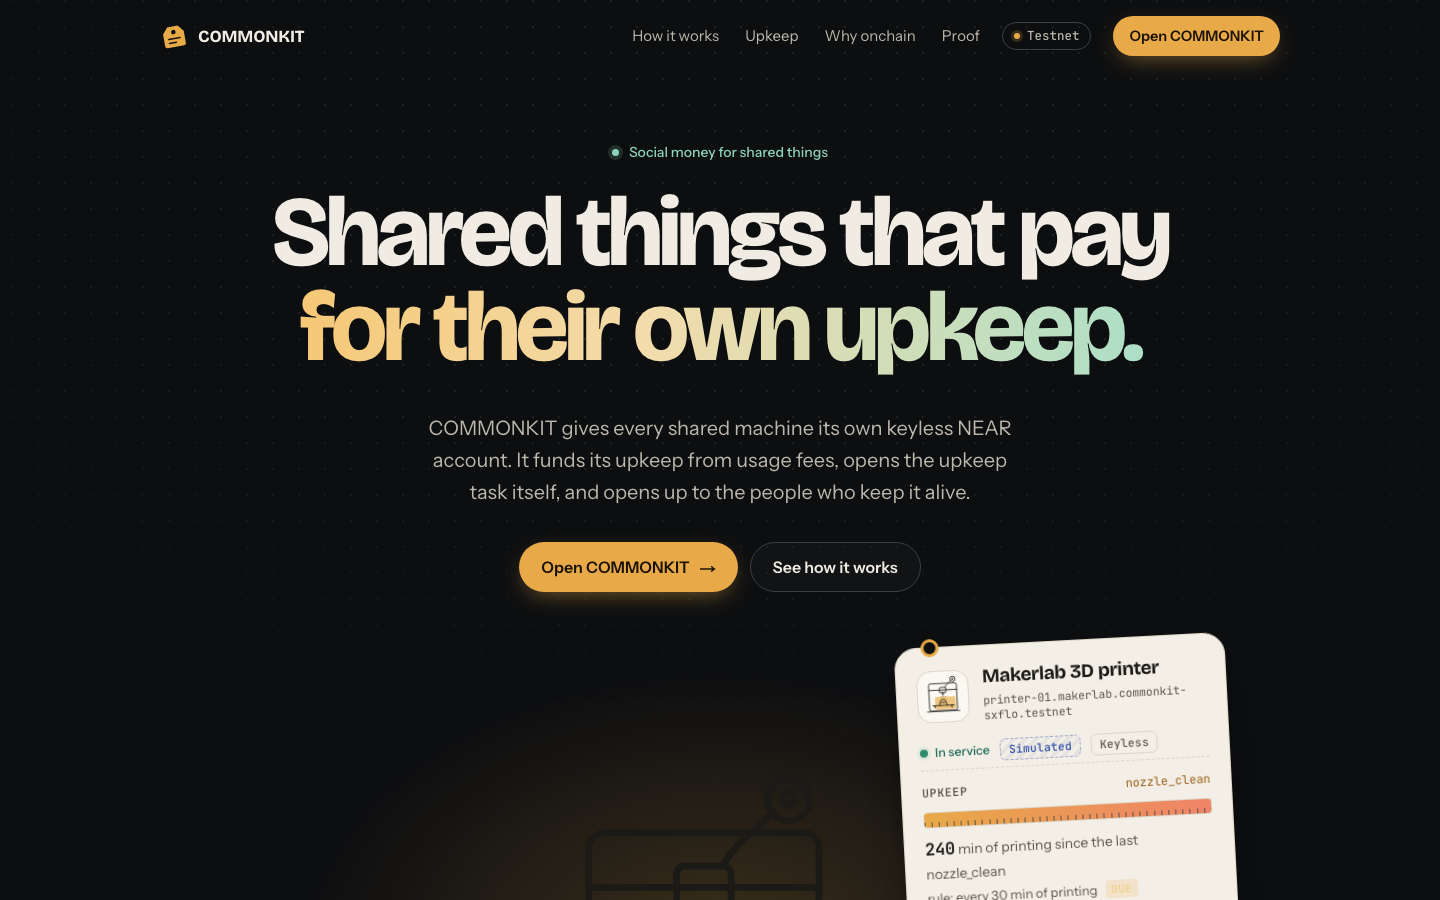 COMMONKIT
How it works
Upkeep
Why onchain
Proof
Testnet
Open COMMONKIT
Social money for shared things
Shared things that pay
for their own upkeep.
COMMONKIT gives every shared machine its own keyless NEAR
account. It funds its upkeep from usage fees, opens the upkeep
task itself, and opens up to the people who keep it alive.
Open COMMONKIT →
See how it works
Makerlab 3D printer
printer-01.makerlab.commonkit-
sxflo.testnet
In service
Simulated
Keyless
UPKEEP
nozzle_clean
240 min of printing since the last
nozzle_clean
rule: every 30 min of printing
DUE